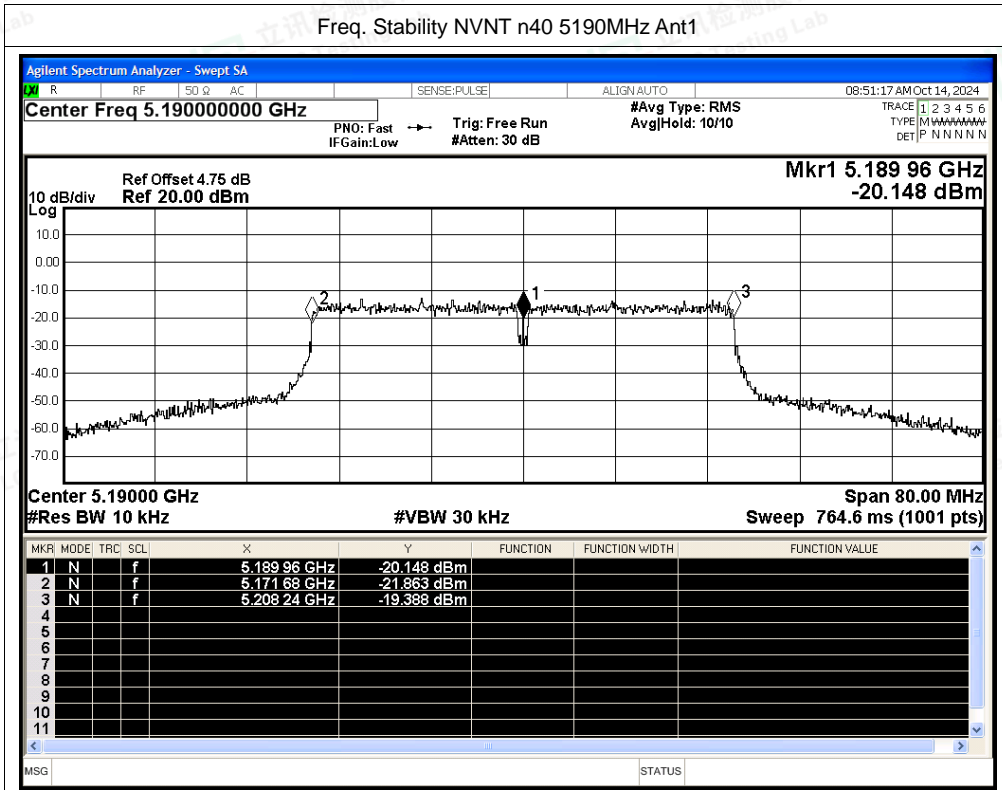 Freq. Stability NVNT n40 5190MHz Ant1
Agilent Spectrum Analyzer - Swept SA
LXI R RF 50 Ω AC SENSE:PULSE ALIGN AUTO 08:51:17 AM Oct 14, 2024
Center Freq 5.190000000 GHz #Avg Type: RMS TRACE 1 2 3 4 5 6
PNO: Fast Trig: Free Run Avg|Hold: 10/10 TYPE M WWWWW
IFGain:Low #Atten: 30 dB DET P N N N N N
Mkr1 5.189 96 GHz
Ref Offset 4.75 dB
10 dB/div Ref 20.00 dBm -20.148 dBm
Log
10.0
0.00
-10.0
-20.0
-30.0
-40.0
-50.0
-60.0
-70.0
2 1 3
Center 5.19000 GHz Span 80.00 MHz
#Res BW 10 kHz #VBW 30 kHz Sweep 764.6 ms (1001 pts)
MKR MODE TRC SCL X Y FUNCTION FUNCTION WIDTH FUNCTION VALUE
1 N f 5.189 96 GHz -20.148 dBm
2 N f 5.171 68 GHz -21.863 dBm
3 N f 5.208 24 GHz -19.388 dBm
4
5
6
7
8
9
10
11
MSG STATUS